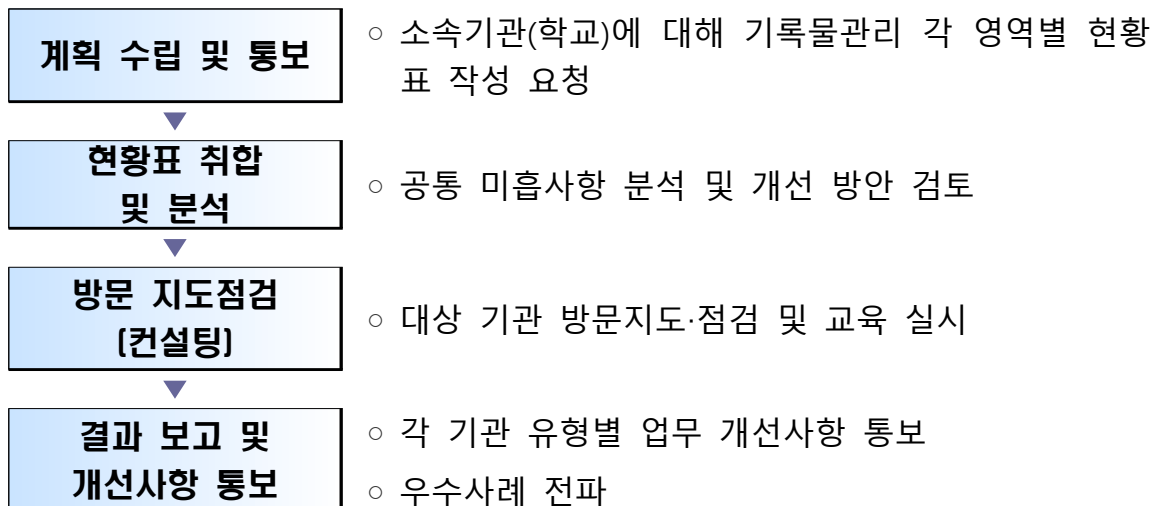 계획 수립 및 통보
○ 소속기관(학교)에 대해 기록물관리 각 영역별 현황
표 작성 요청
현황표 취합
및 분석
○ 공통 미흡사항 분석 및 개선 방안 검토
방문 지도점검
(컨설팅)
○ 대상 기관 방문지도·점검 및 교육 실시
결과 보고 및
개선사항 통보
○ 각 기관 유형별 업무 개선사항 통보
○ 우수사례 전파